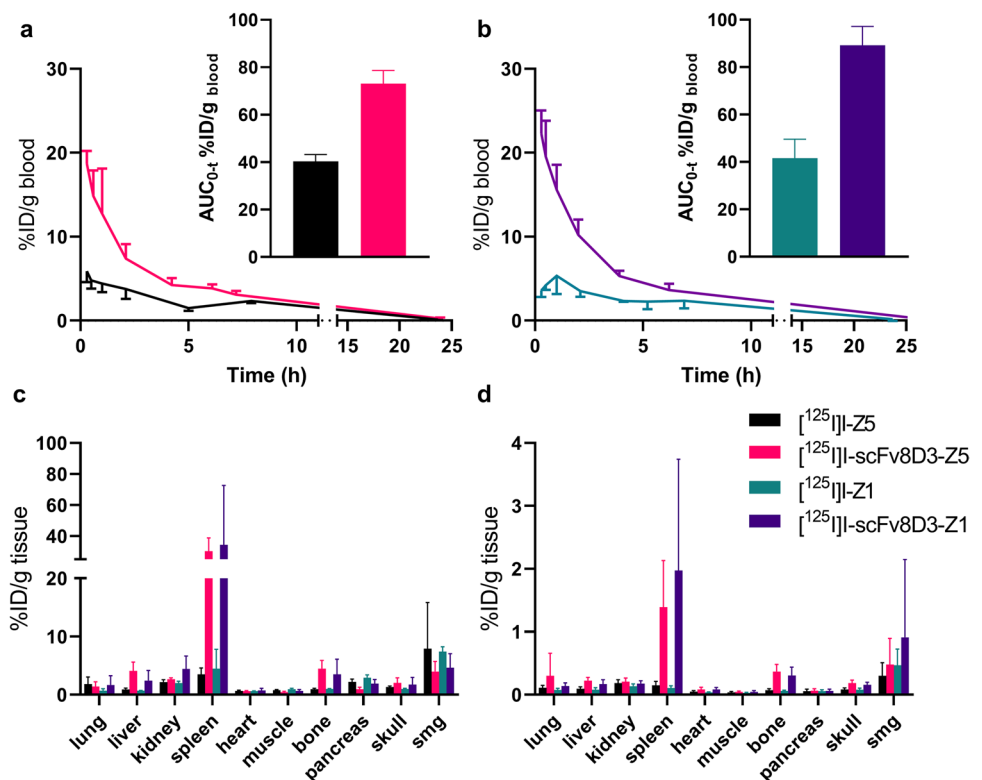 a
%ID/g blood
30
20
10
0
0
5
10
15
20
25
Time (h)
AUC0-t %ID/g blood
100
80
60
40
20
0
b
%ID/g blood
30
20
10
0
0
5
10
15
20
25
Time (h)
AUC0-t %ID/g blood
100
80
60
40
20
0
c
%ID/g tissue
100
80
60
40
20
10
0
lung
liver
kidney
spleen
heart
muscle
bone
pancreas
skull
smg
d
%ID/g tissue
4
3
2
1
0
lung
liver
kidney
spleen
heart
muscle
bone
pancreas
skull
smg
[125I]I-Z5
[125I]I-scFv8D3-Z5
[125I]I-Z1
[125I]I-scFv8D3-Z1